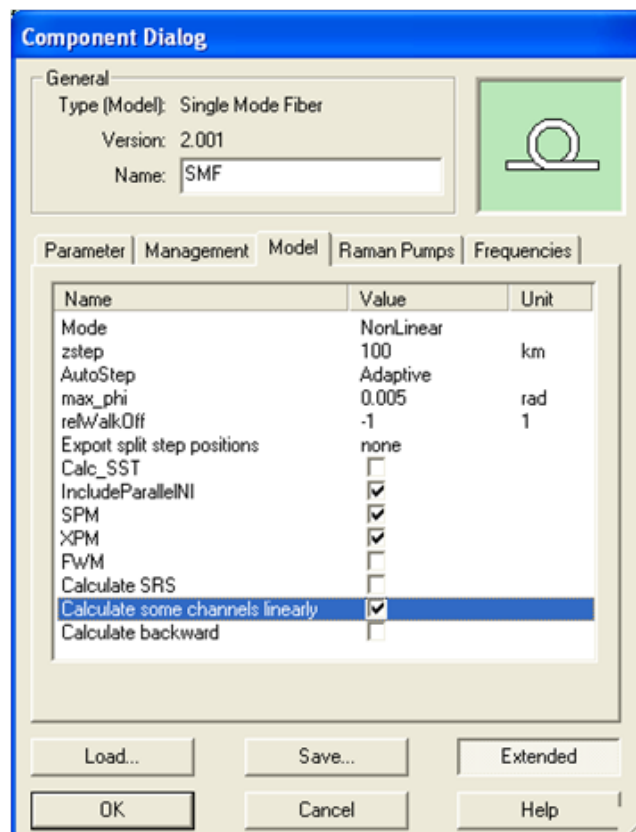 Component Dialog
General
Type (Model): Single Mode Fiber
Version: 2.001
Name: SMF
Parameter Management Model Raman Pumps Frequencies
Name Value Unit
Mode NonLinear
zstep 100 km
AutoStep Adaptive
max_phi 0.005 rad
relWalkOff -1 1
Export split step positions none
Calc_SST
IncludeParallelNl
SPM
XPM
FWM
Calculate SRS
Calculate some channels linearly
Calculate backward
Load... Save... Extended
OK Cancel Help